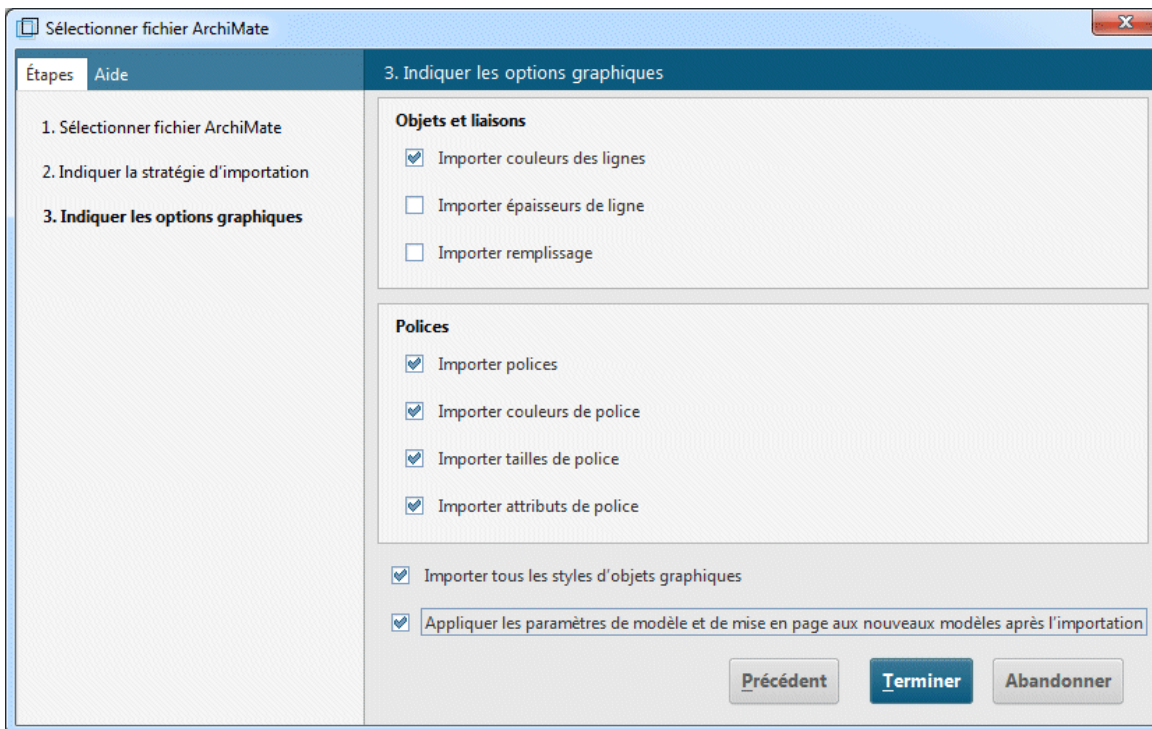 Sélectionner fichier ArchiMate
Étapes Aide
1. Sélectionner fichier ArchiMate
2. Indiquer la stratégie d'importation
3. Indiquer les options graphiques
3. Indiquer les options graphiques
Objets et liaisons
Importer couleurs des lignes
Importer épaisseurs de ligne
Importer remplissage
Polices
Importer polices
Importer couleurs de police
Importer tailles de police
Importer attributs de police
Importer tous les styles d'objets graphiques
Appliquer les paramètres de modèle et de mise en page aux nouveaux modèles après l'importation
Précédent Terminer Abandonner